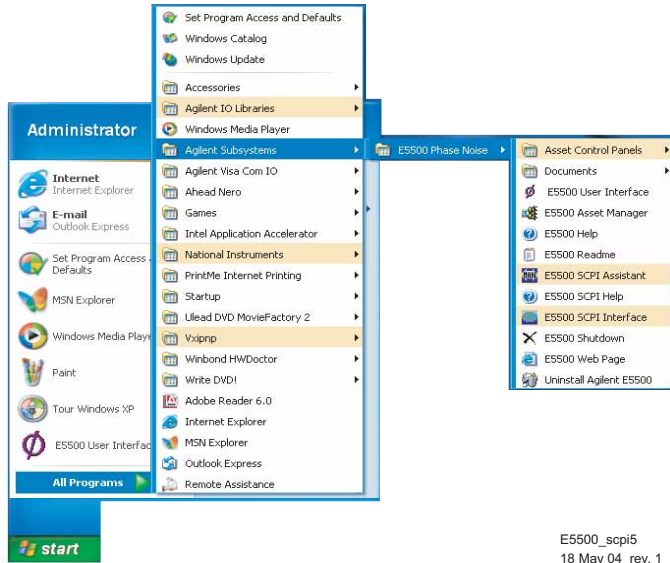 Set Program Access and Defaults
Windows Catalog
Windows Update
Accessories
Agilent IO Libraries
Windows Media Player
Agilent Subsystems
Agilent Visa Com IO
Ahead Nero
Games
Intel Application Accelerator
National Instruments
PrintMe Internet Printing
Startup
Ulead DVD MovieFactory 2
Vxipnp
Winbond HWDoctor
Write DVD!
Adobe Reader 6.0
Internet Explorer
MSN Explorer
Outlook Express
Remote Assistance
Administrator
Internet
Internet Explorer
E-mail
Outlook Express
Set Program Access
Defaults
MSN Explorer
Windows Media Playe
Paint
Tour Windows XP
E5500 User Interfac
All Programs
start
E5500 Phase Noise
Asset Control Panels
Documents
E5500 User Interface
E5500 Asset Manager
E5500 Help
E5500 Readme
E5500 SCPI Assistant
E5500 SCPI Help
E5500 SCPI Interface
E5500 Shutdown
E5500 Web Page
Uninstall Agilent E5500
E5500_scpi5
18 May 04 rev. 1